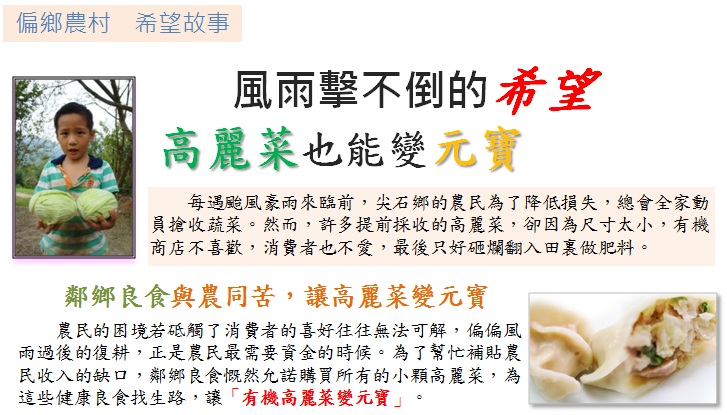 偏鄉農村 希望故事
風雨擊不倒的希望
高麗菜也能變元寶
每遇颱風豪雨來臨前，尖石鄉的農民為了降低損失，總會全家動
員搶收蔬菜。然而，許多提前採收的高麗菜，卻因為尺寸太小，有機
商店不喜歡，消費者也不愛，最後只好砸爛翻入田裏做肥料。
鄰鄉良食與農同苦，讓高麗菜變元寶
農民的困境若砥觸了消費者的喜好往往無法可解，偏偏風
雨過後的復耕，正是農民最需要資金的時候。為了幫忙補貼農
民收入的缺口，鄰鄉良食慨然允諾購買所有的小顆高麗菜，為
這些健康良食找生路，讓「有機高麗菜變元寶」。